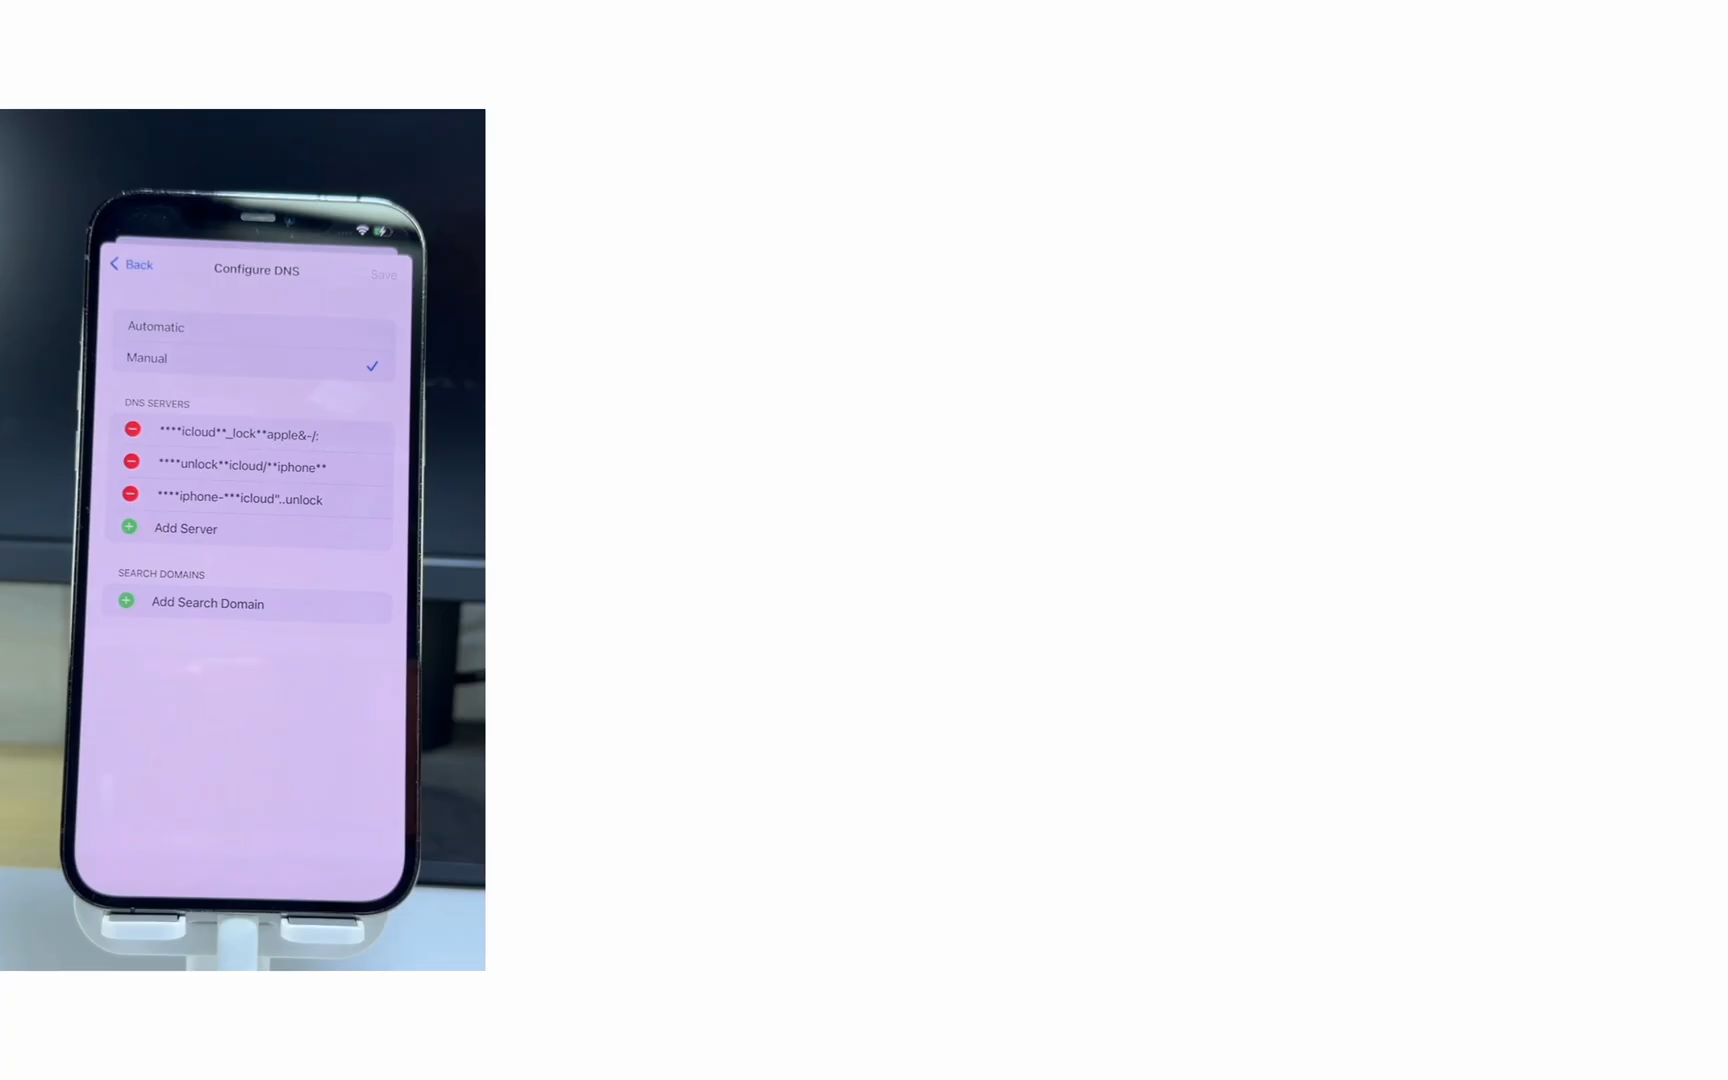 Back
Configure DNS
Save
Automatic
Manual
DNS SERVERS
****icloud**_lock**apple&-/:
****unlock**icloud/**iphone**
****iphone-***icloud"..unlock
Add Server
SEARCH DOMAINS
Add Search Domain